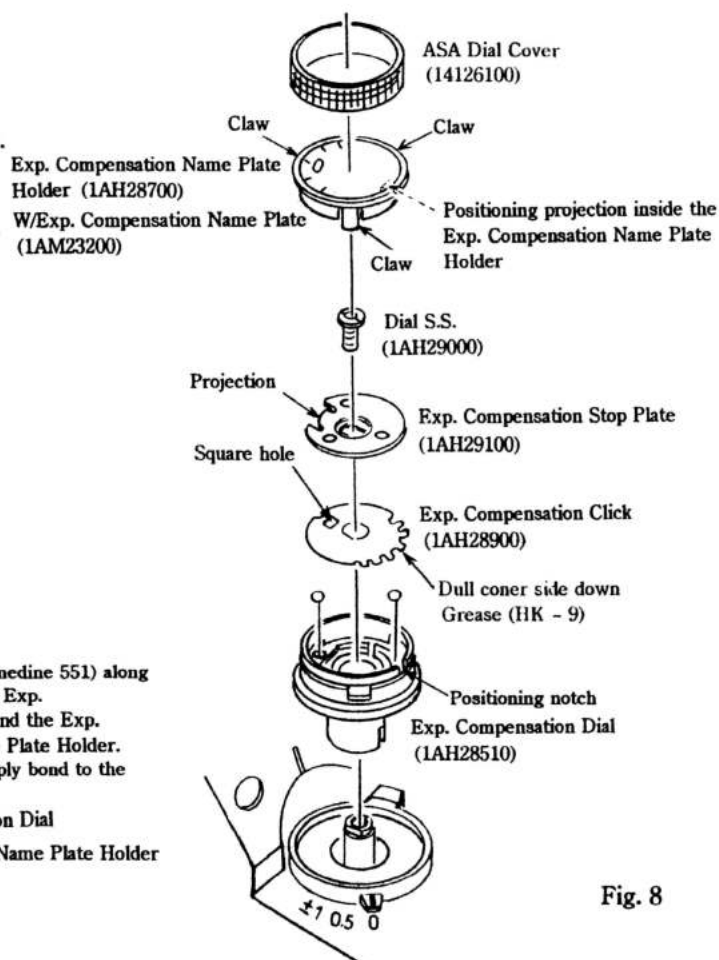 ASA Dial Cover
(14126100)
Claw
Claw
Exp. Compensation Name Plate
Holder (1AH28700)
W/Exp. Compensation Name Plate
(1AM23200)
0
Positioning projection inside the
Exp. Compensation Name Plate
Holder
Claw
Dial S.S.
(1AH29000)
Projection
Exp. Compensation Stop Plate
(1AH29100)
Square hole
Exp. Compensation Click
(1AH28900)
Dull coner side down
Grease (HK - 9)
nedine 551) along
Exp.
nd the Exp.
Plate Holder.
ply bond to the
on Dial
Name Plate Holder
Positioning notch
Exp. Compensation Dial
(1AH28510)
±1 0.5 0
Fig. 8